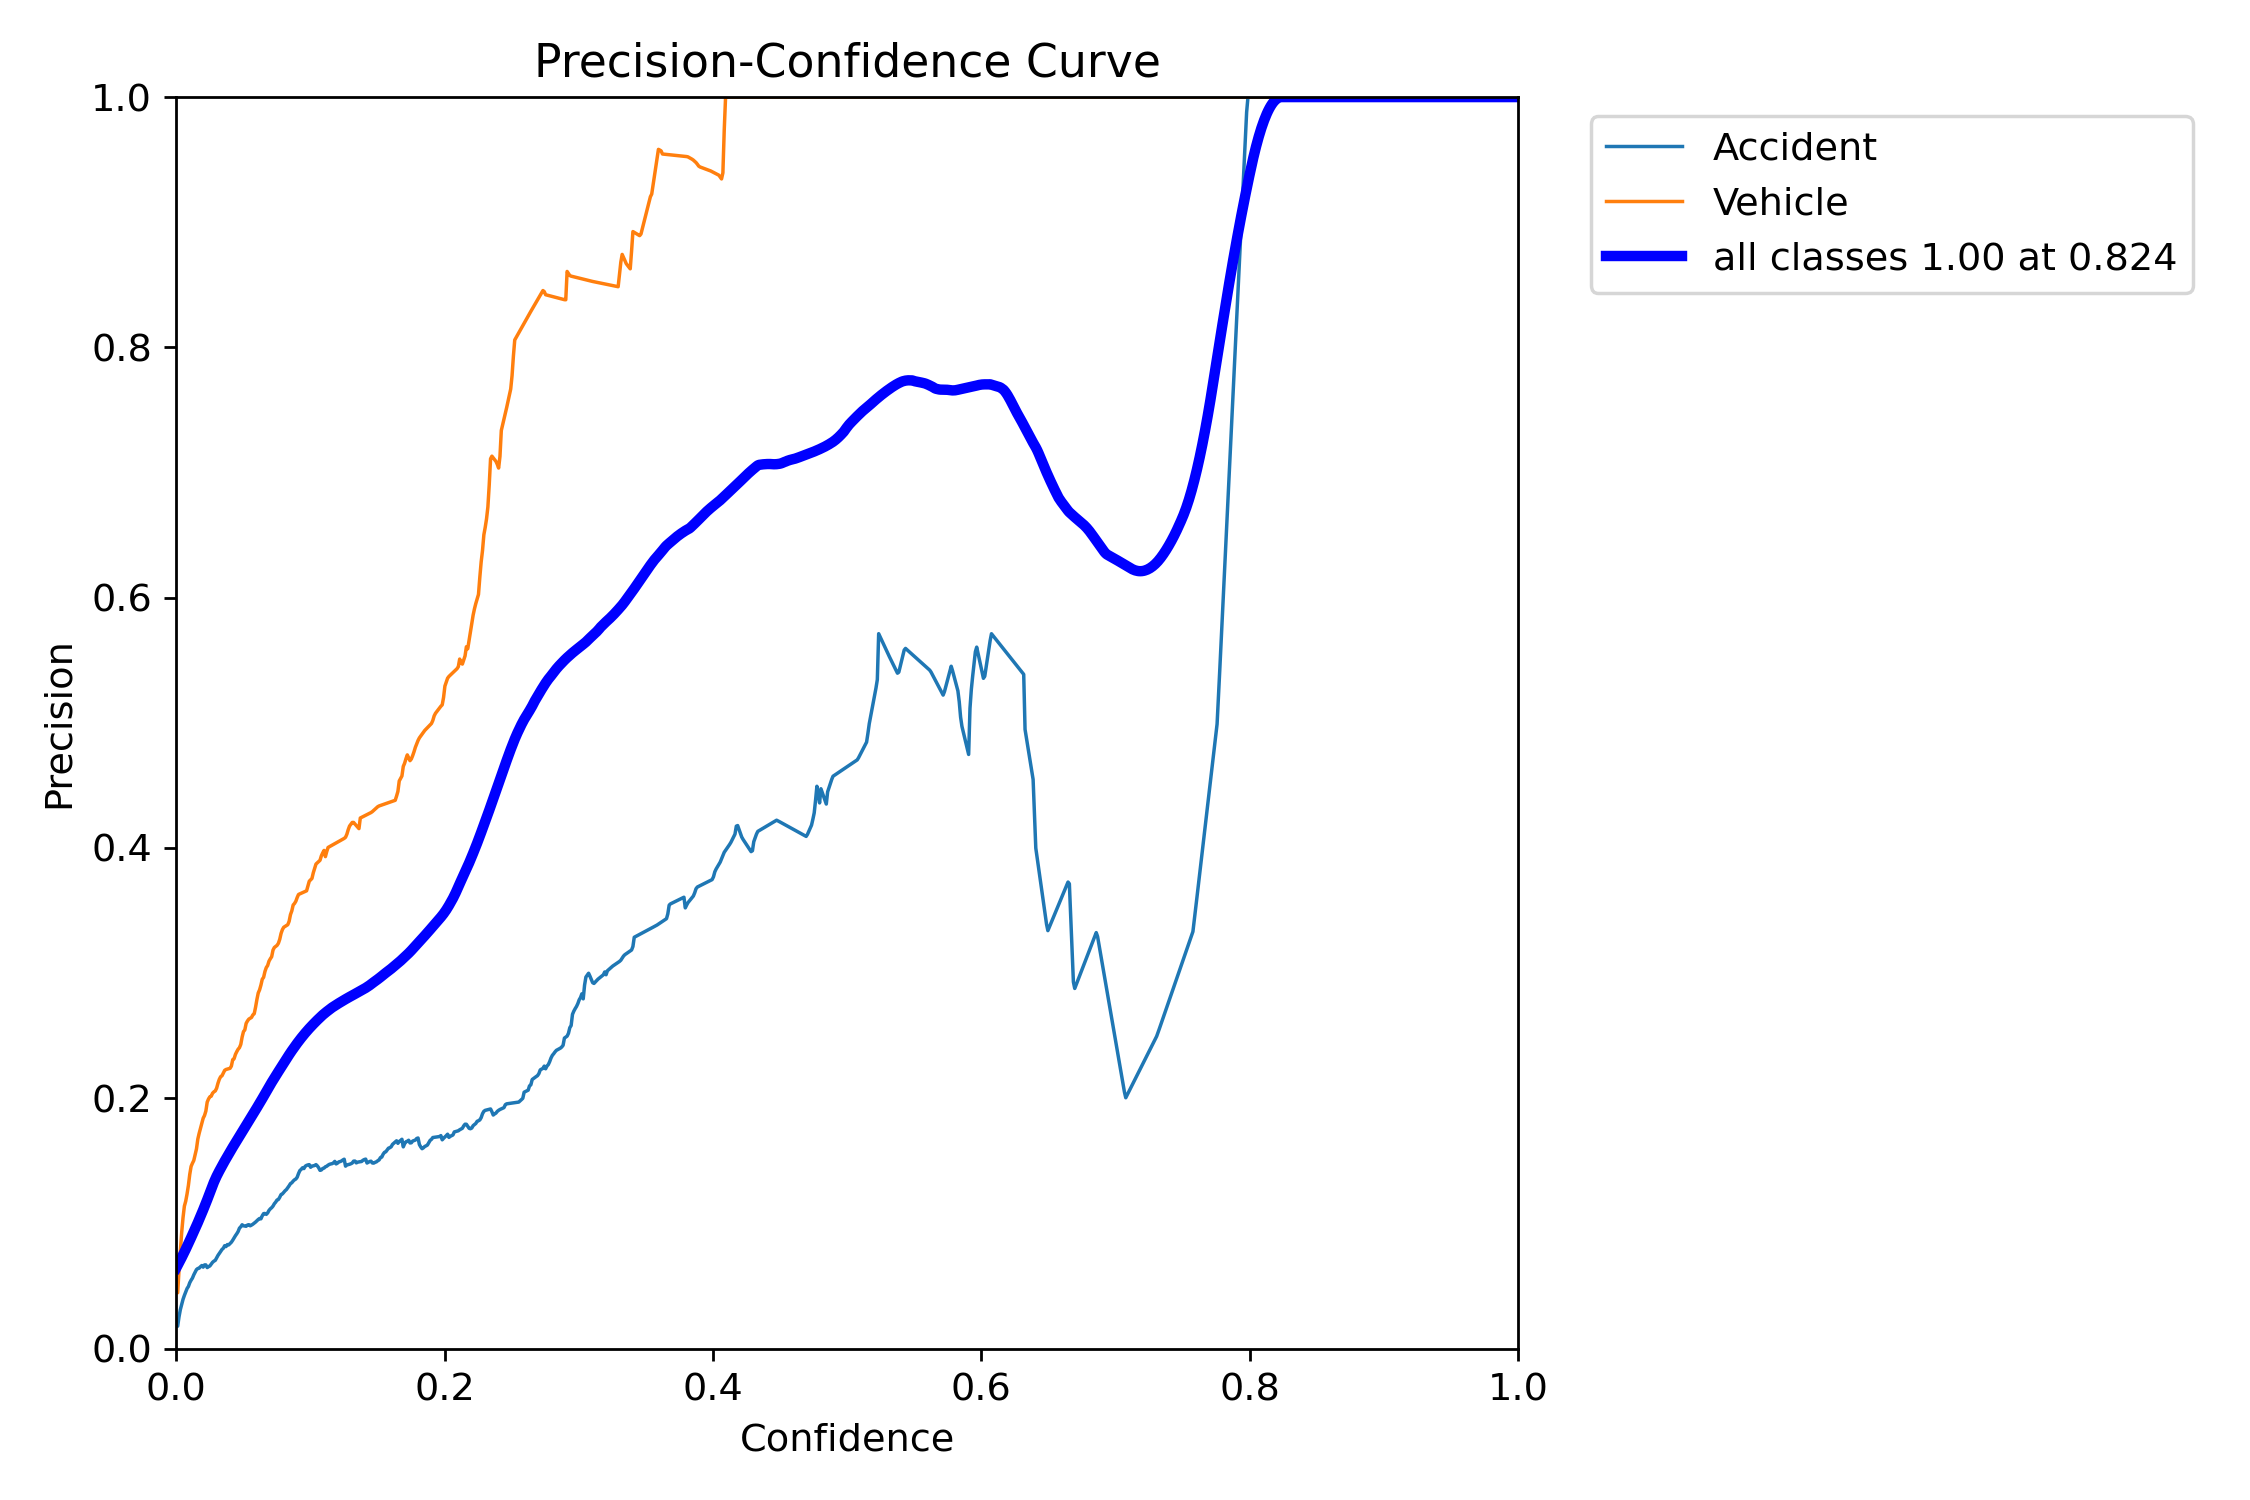 Precision-Confidence Curve
1.0
0.8
0.6
0.4
0.2
0.0
Precision
0.0 0.2 0.4 0.6 0.8 1.0
Confidence
Accident
Vehicle
all classes 1.00 at 0.824